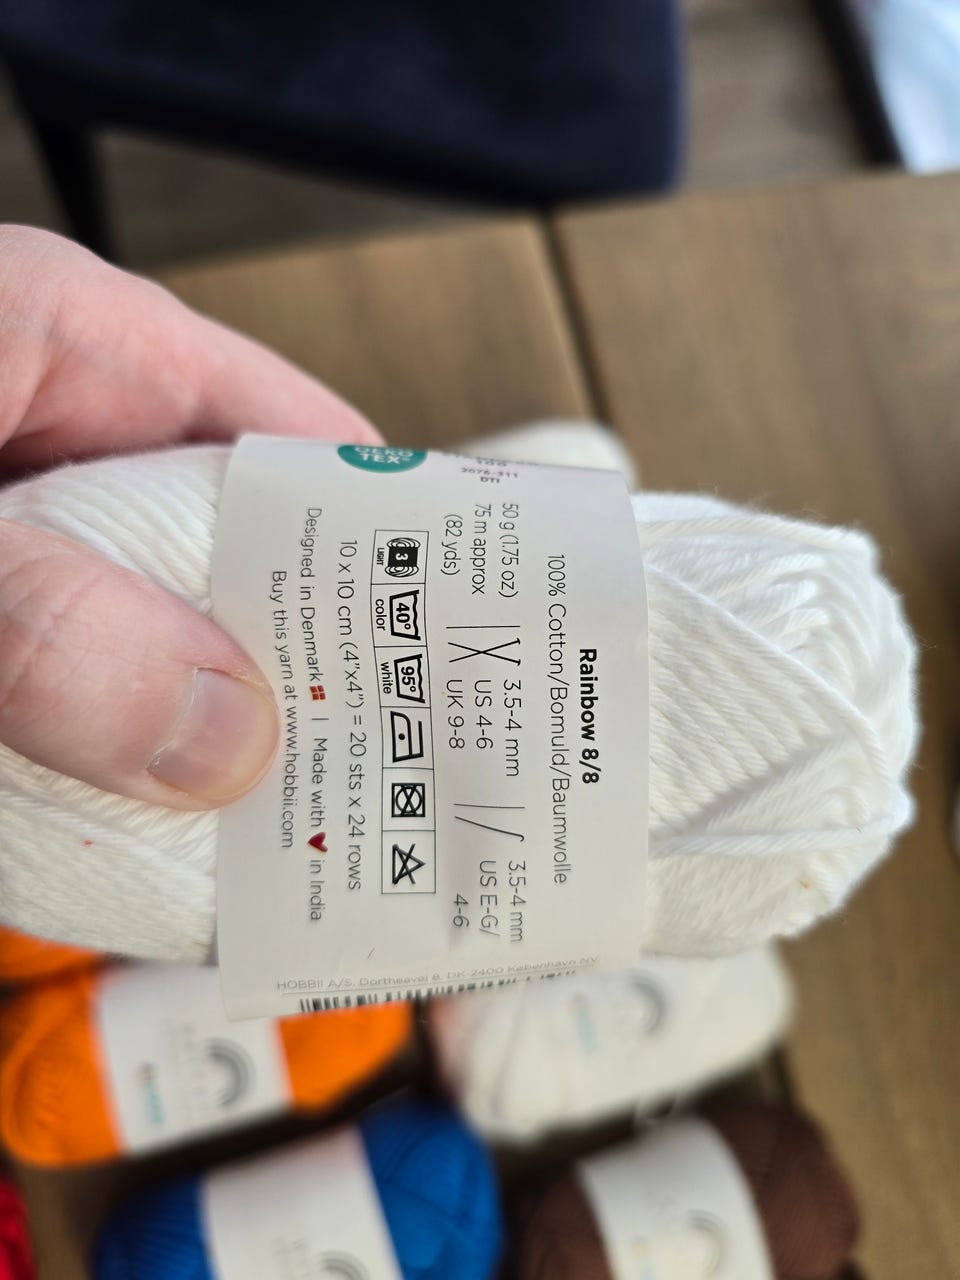 OEKO
TEX®
100
2076-311
DTI
Rainbow 8/8
100% Cotton/Bomuld/Baumwolle
50 g (1.75 oz)
75 m approx
(82 yds)
3.5-4 mm
US 4-6
UK 9-8
3.5-4 mm
US E-G/
4-6
3
LIGHT
40°
color
95°
white
10 x 10 cm (4"x4") = 20 sts x 24 rows
Designed in Denmark | Made with ❤ in India
Buy this yarn at www.hobbii.com
HOBBii A/S, Dortheavej 8, DK-2400 København NV